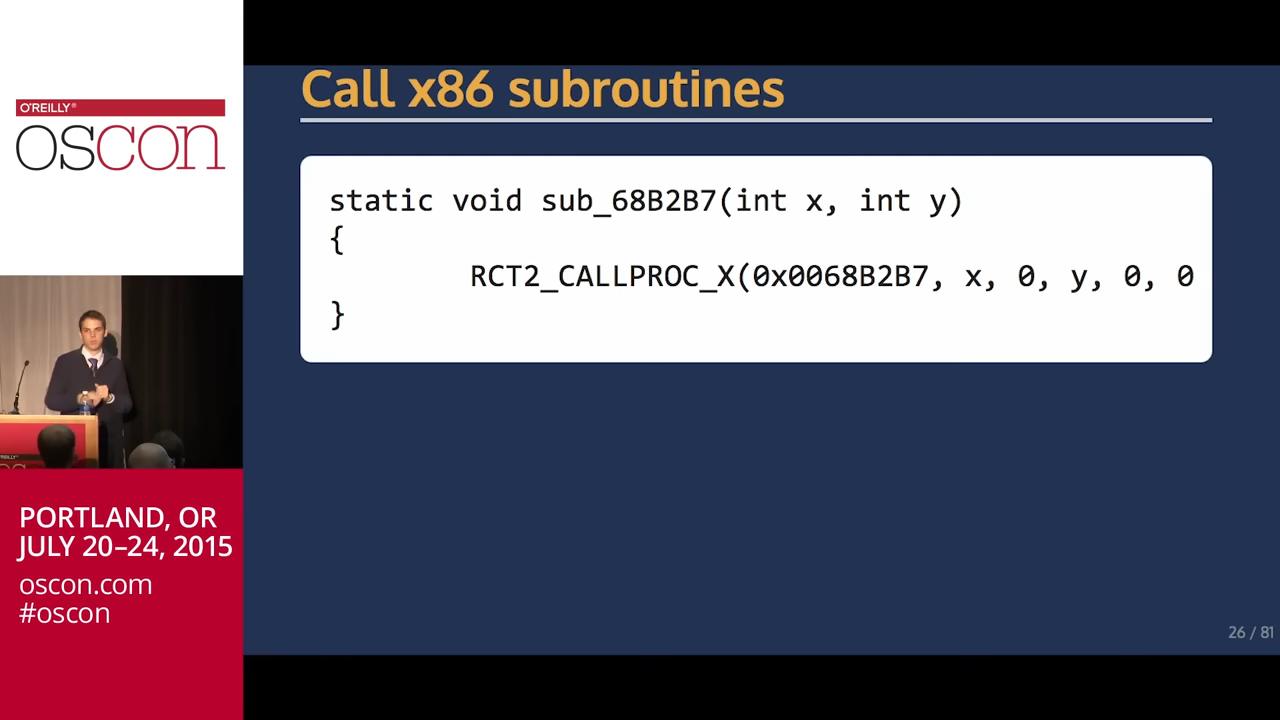 O'REILLY®
oscon
PORTLAND, OR
JULY 20–24, 2015
oscon.com
#oscon
Call x86 subroutines
static void sub_68B2B7(int x, int y)
{
RCT2_CALLPROC_X(0x0068B2B7, x, 0, y, 0, 0
}
26 / 81